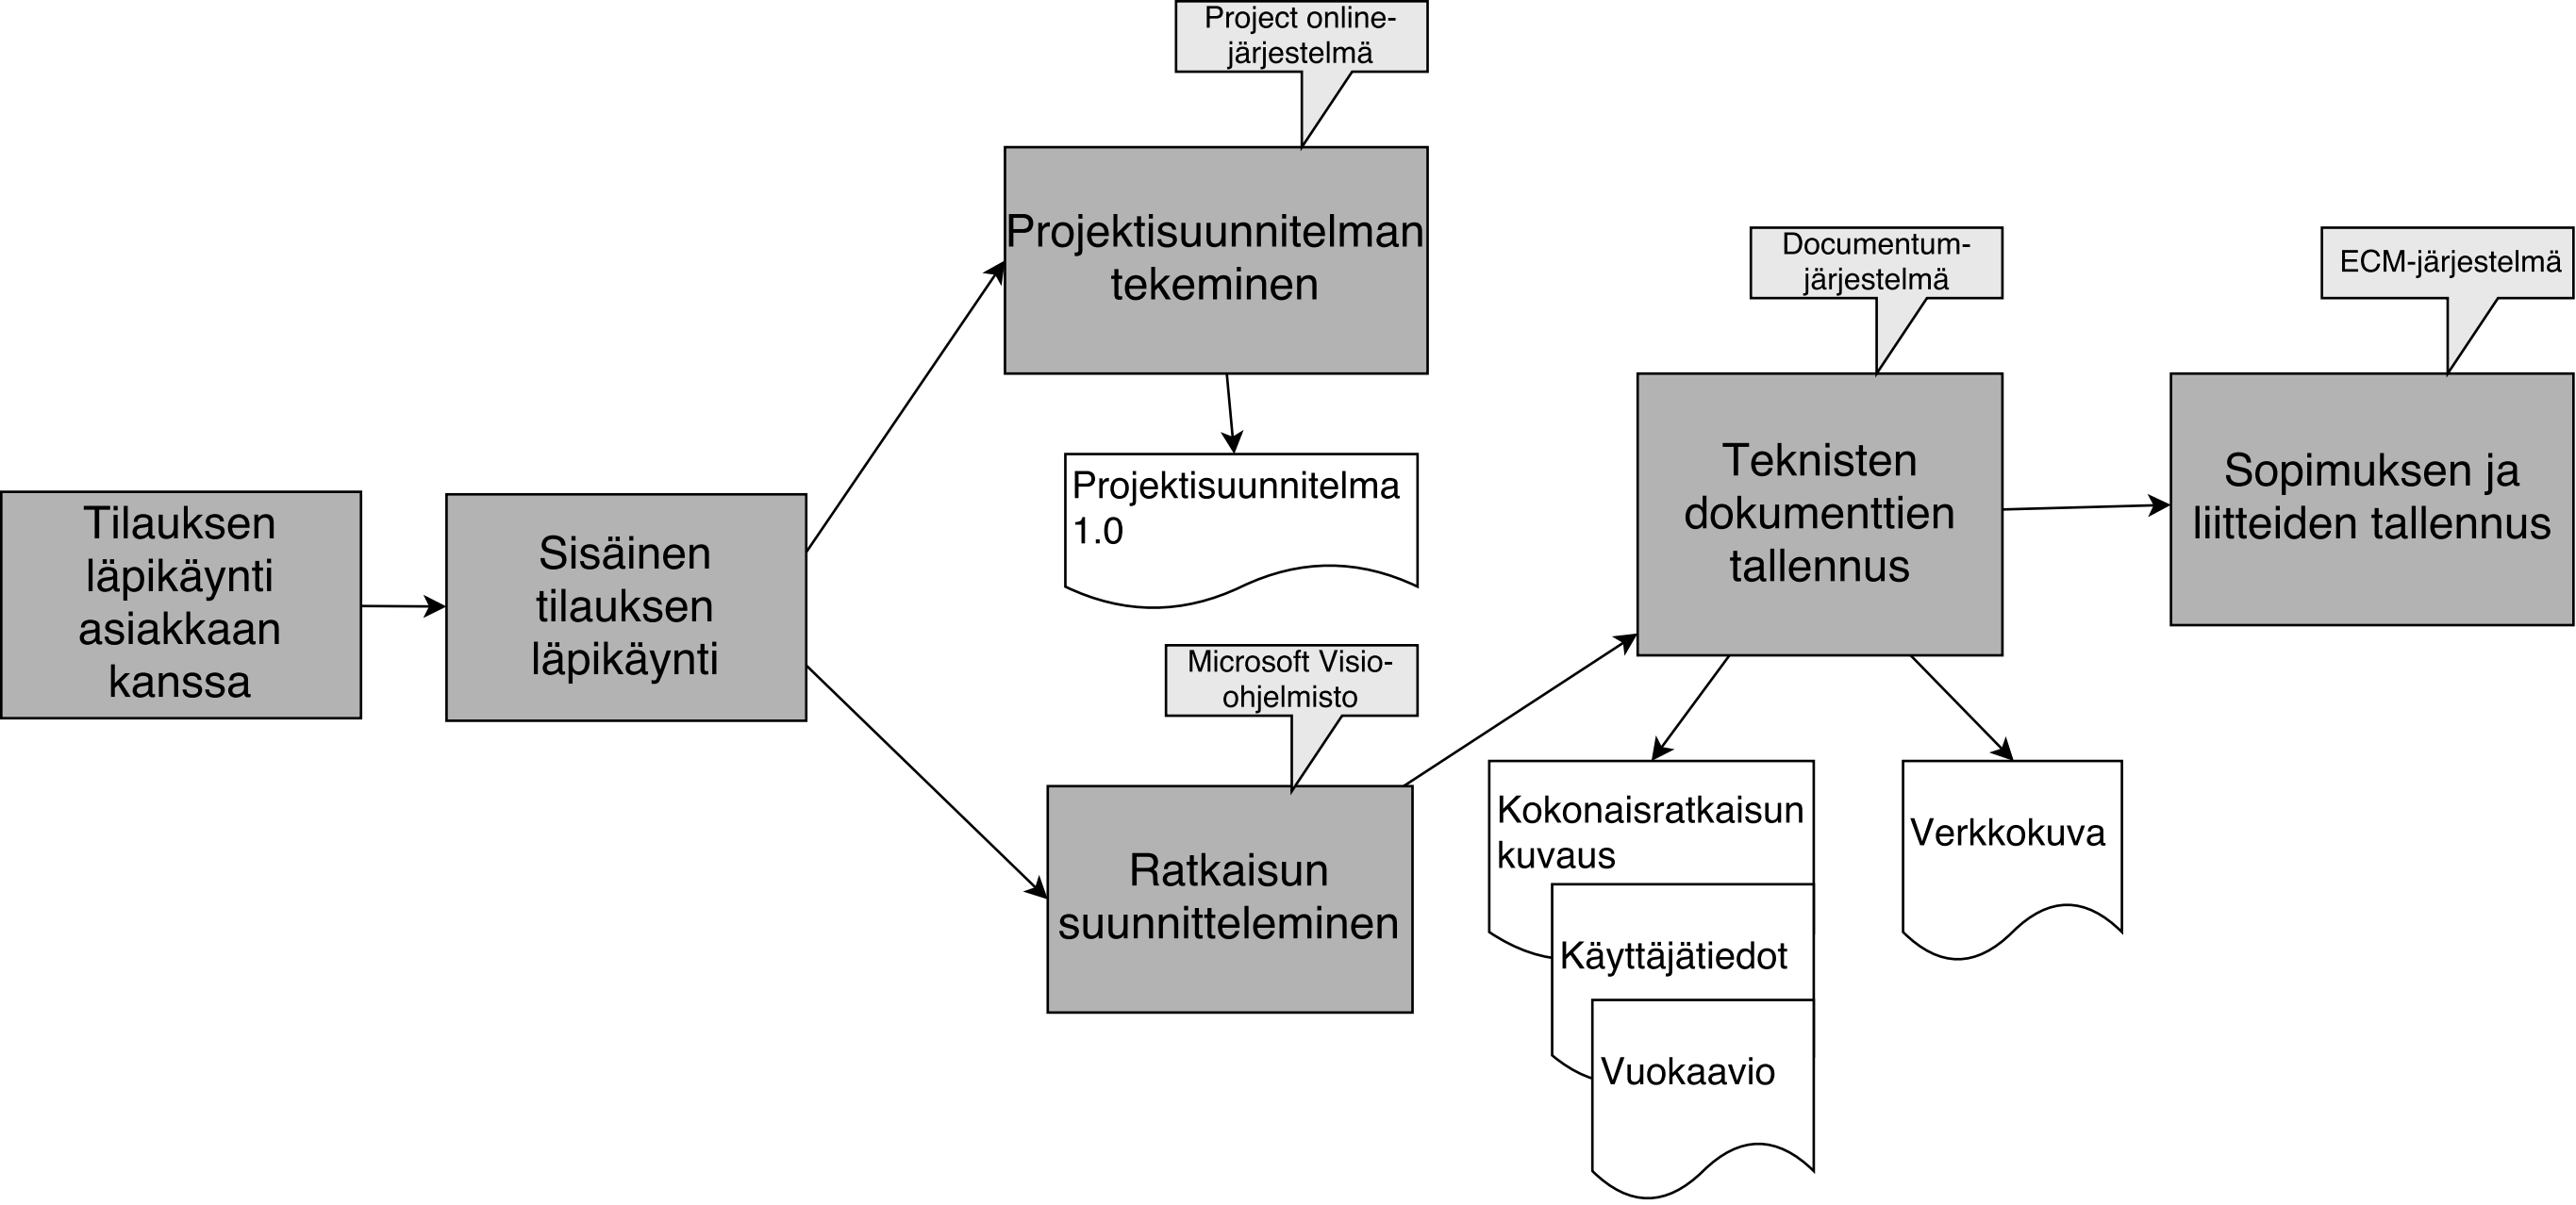 Tilauksen
läpikäynti
asiakkaan
kanssa
Sisäinen
tilauksen
läpikäynti
Project online-
järjestelmä
Projektisuunnitelman
tekeminen
Projektisuunnitelma
1.0
Microsoft Visio-
ohjelmisto
Ratkaisun
suunnitteleminen
Documentum-
järjestelmä
Teknisten
dokumenttien
tallennus
Kokonaisratkaisun
kuvaus
Käyttäjätiedot
Vuokaavio
Verkkokuva
ECM-järjestelmä
Sopimuksen ja
liitteiden tallennus